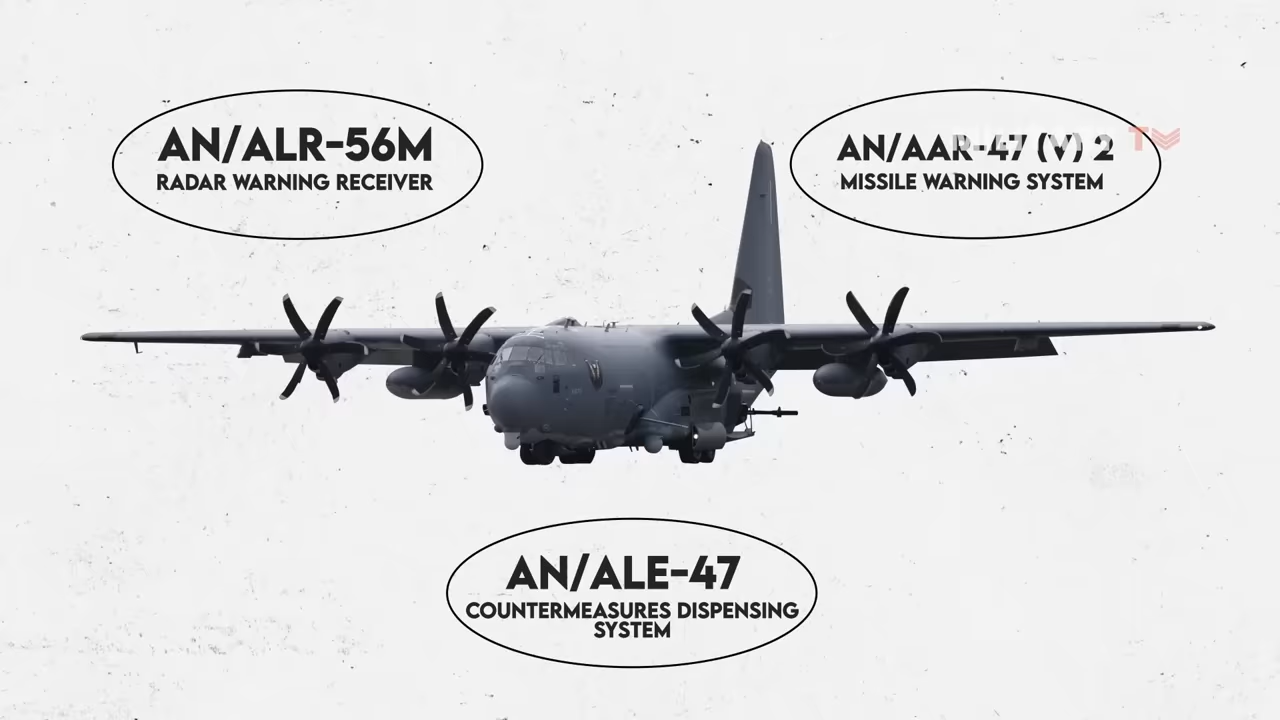 AN/ALR-56M
RADAR WARNING RECEIVER
AN/AAR-47 (V) 2
MISSILE WARNING SYSTEM
AN/ALE-47
COUNTERMEASURES DISPENSING
SYSTEM